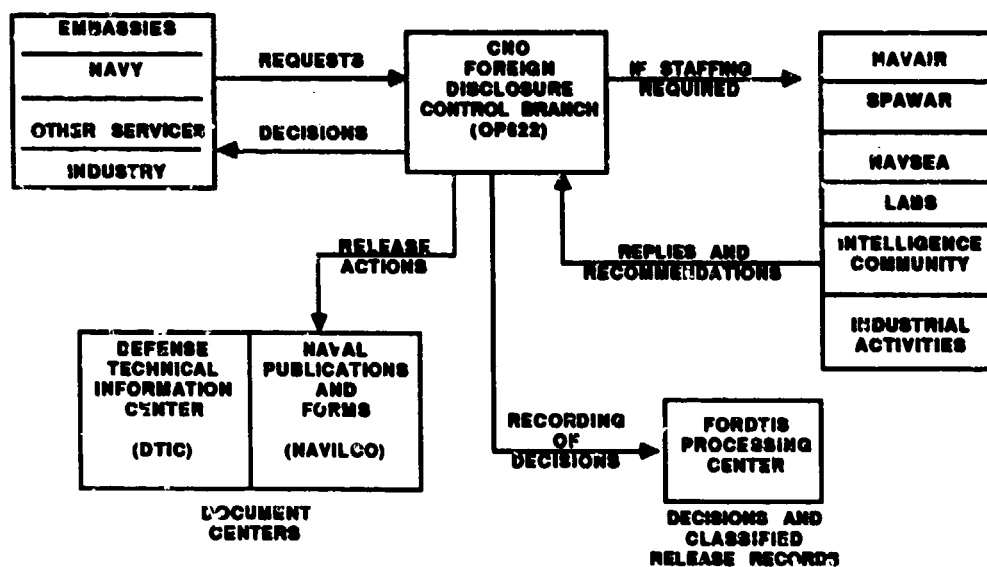 EMBASSIES
NAVY
OTHER SERVICES
INDUSTRY
REQUESTS
DECISIONS
CNO
FOREIGN
DISCLOSURE
CONTROL BRANCH
(OP622)
IF STAFFING
REQUIRED
NAVAIR
SPAWAR
NAVSEA
LABS
INTELLIGENCE
COMMUNITY
INDUSTRIAL
ACTIVITIES
REPLIES AND
RECOMMENDATIONS
RELEASE
ACTIONS
DEFENSE
TECHNICAL
INFORMATION
CENTER
(DTIC)
NAVAL
PUBLICATIONS
AND
FORMS
(NAVILCO)
DOCUMENT
CENTERS
RECORDING
OF
DECISIONS
FORDTIS
PROCESSING
CENTER
DECISIONS AND
CLASSIFIED
RELEASE RECORDS